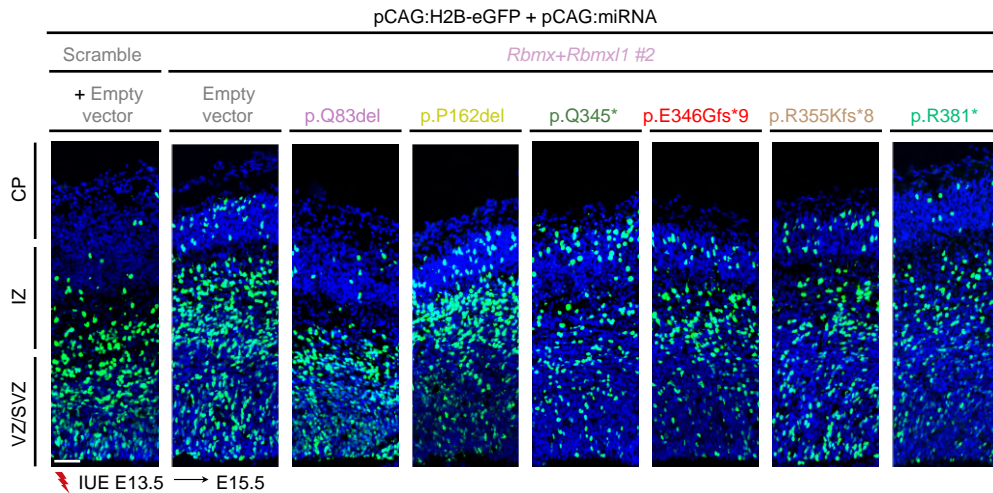 pCAG:H2B-eGFP + pCAG:miRNA
Scramble
Rbmx+Rbmxl1 #2
+ Empty vector
Empty vector
p.Q83del
p.P162del
p.Q345*
p.E346Gfs*9
p.R355Kfs*8
p.R381*
CP
IZ
VZ/SVZ
IUE E13.5 → E15.5